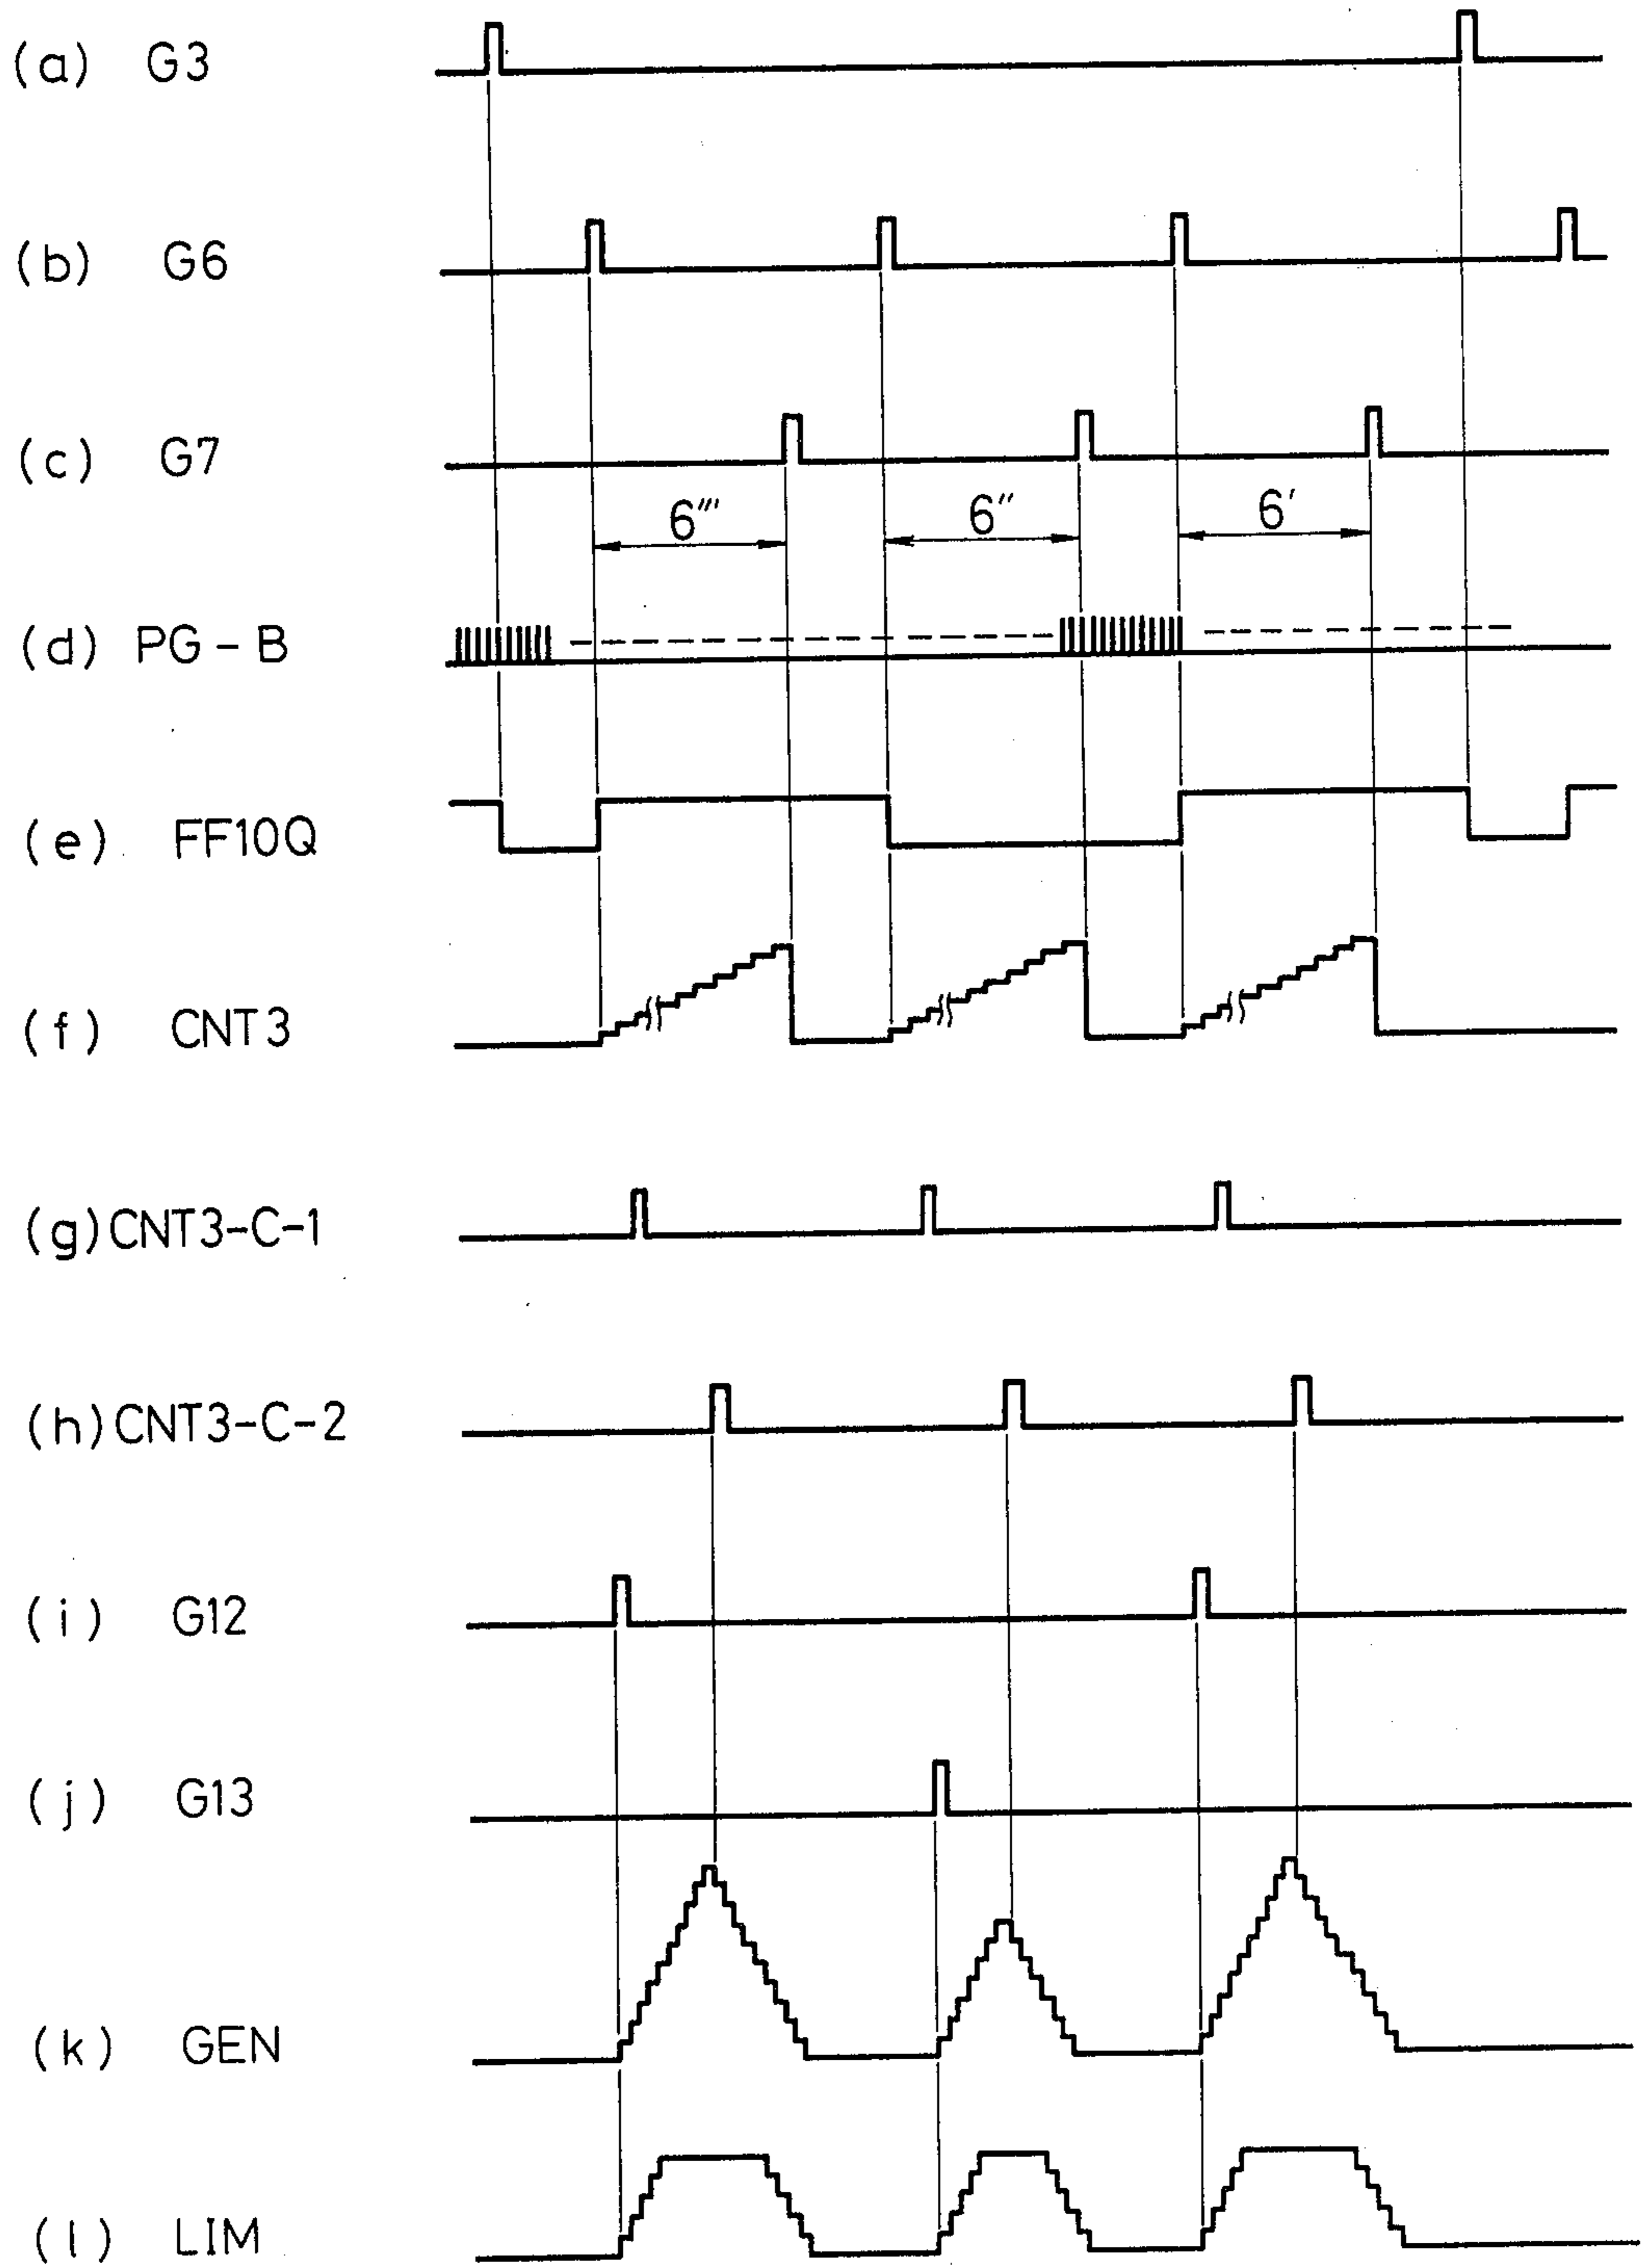 (a) G3
(b) G6
(c) G7
6''' 6'' 6'
(d) PG-B
(e) FF10Q
(f) CNT3
(g) CNT3-C-1
(h) CNT3-C-2
(i) G12
(j) G13
(k) GEN
(l) LIM